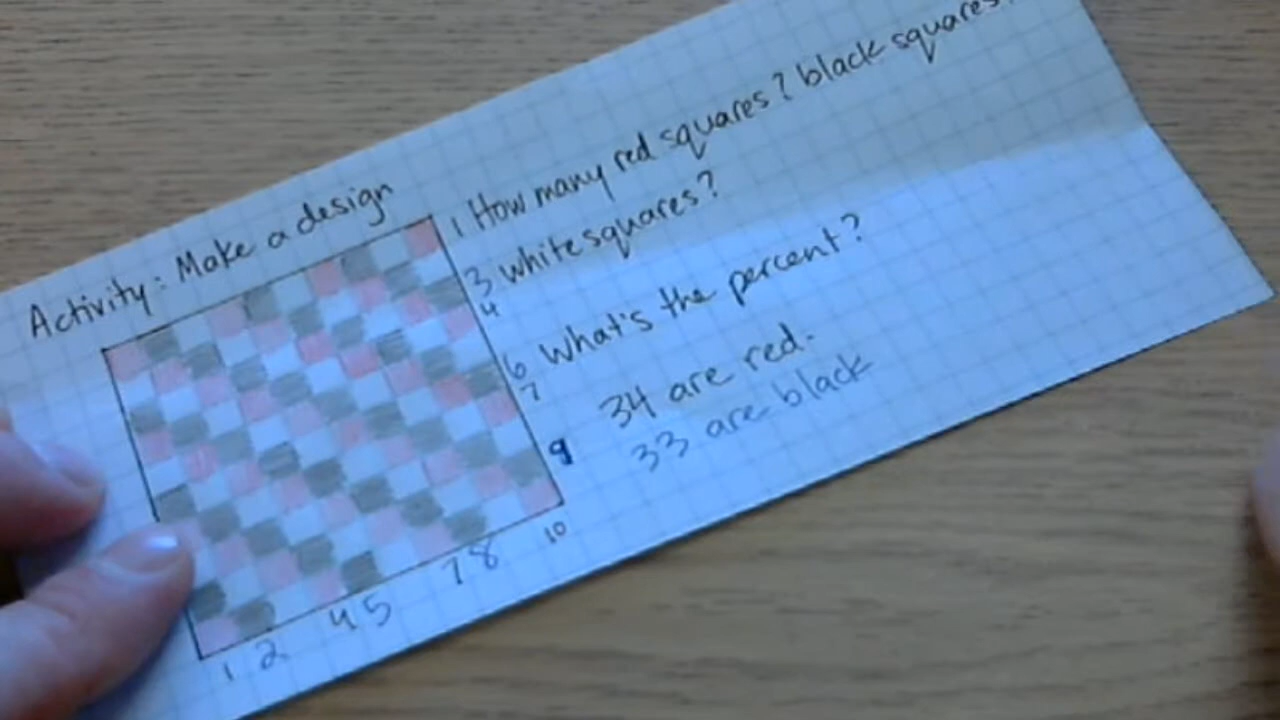 Activity: Make a design
1 How many red squares? black squares?
3 white squares?
4
6 What's the percent?
7
34 are red.
9
33 are black
1 2 4 5 7 8 10